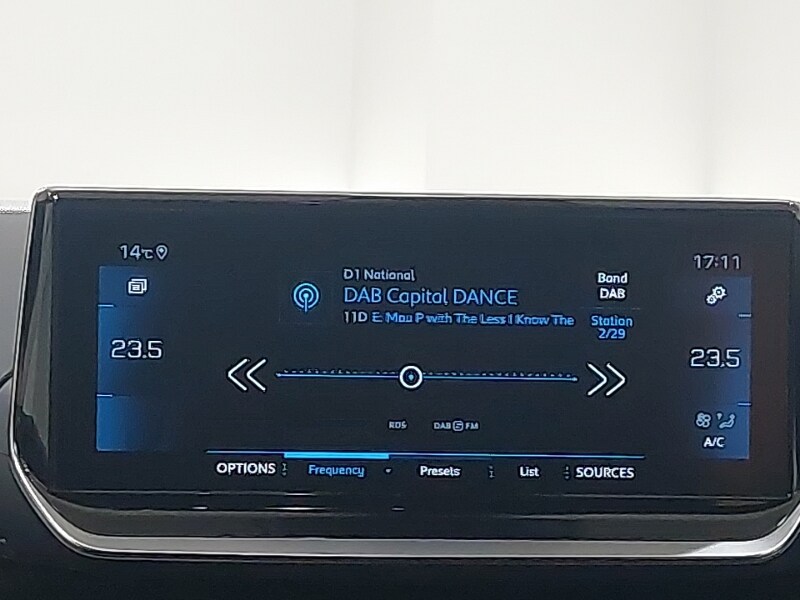 14°C
17:11
D1 National
DAB Capital DANCE
11D E: Mau P with The Less I Know The
Band
DAB
Station
2/29
23.5
23.5
RDS
DAB FM
A/C
OPTIONS
Frequency
Presets
List
SOURCES